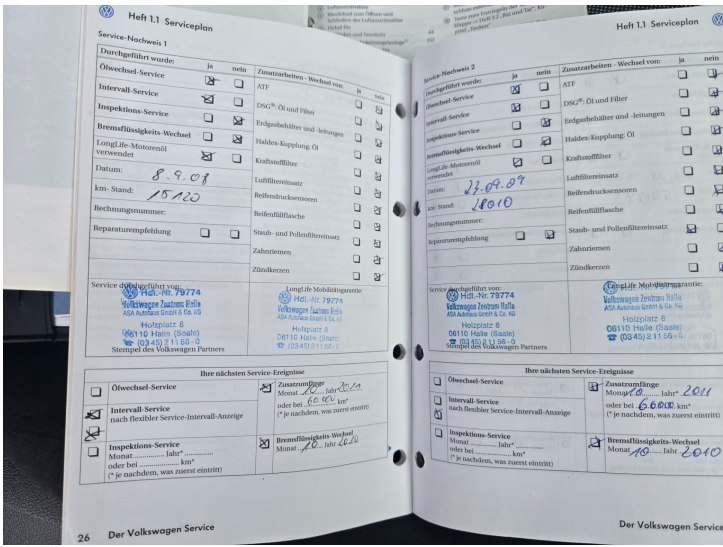 Heft 1.1 Serviceplan
Service-Nachweis 1
Durchgeführt wurde: ja nein
Ölwechsel-Service
Intervall-Service
Inspektions-Service
Bremsflüssigkeits-Wechsel
LongLife-Motorenöl
verwendet
Datum: 8.9.08
km- Stand: 15120
Rechnungsnummer:
Reparaturempfehlung
Zusatzarbeiten - Wechsel von: ja nein
ATF
DSG®: Öl und Filter
Erdgasbehälter und -leitungen
Haldex-Kupplung: Öl
Kraftstofffilter
Luftfiltereinsatz
Reifendrucksensoren
Reifenfüllflasche
Staub- und Pollenfiltereinsatz
Zahnriemen
Zündkerzen
Service durchgeführt von:
Hdl.-Nr. 79774
Volkswagen Zentrum Halle
ASA Autohaus GmbH & Co. KG
Holzplatz 8
06110 Halle (Saale)
☎ (0345) 2 11 56 - 0
Stempel des Volkswagen Partners
LongLife Mobilitätsgarantie:
Hdl.-Nr. 79774
Volkswagen Zentrum Halle
ASA Autohaus GmbH & Co. KG
Holzplatz 8
06110 Halle (Saale)
☎ (0345) 2 11 56 - 0
Ihre nächsten Service-Ereignisse
Ölwechsel-Service
Intervall-Service
nach flexibler Service-Intervall-Anzeige
Inspektions-Service
Monat .............. Jahr* ..............
oder bei .................. km*
(* je nachdem, was zuerst eintritt)
Zusatzumfänge
Monat 10 Jahr 2011
oder bei 60.000 km*
(* je nachdem, was zuerst eintritt)
Bremsflüssigkeits-Wechsel
Monat 10 Jahr 2010
26 Der Volkswagen Service
Heft 1.1 Serviceplan
Service-Nachweis 2
Durchgeführt wurde: ja nein
Ölwechsel-Service
Intervall-Service
Inspektions-Service
Bremsflüssigkeits-Wechsel
LongLife-Motorenöl
verwendet
Datum: 23.09.09
km- Stand: 28010
Rechnungsnummer:
Reparaturempfehlung
Zusatzarbeiten - Wechsel von: ja nein
ATF
DSG®: Öl und Filter
Erdgasbehälter und -leitungen
Haldex-Kupplung: Öl
Kraftstofffilter
Luftfiltereinsatz
Reifendrucksensoren
Reifenfüllflasche
Staub- und Pollenfiltereinsatz
Zahnriemen
Zündkerzen
Service durchgeführt von:
Hdl.-Nr. 79774
Volkswagen Zentrum Halle
ASA Autohaus GmbH & Co. KG
Holzplatz 8
06110 Halle (Saale)
☎ (0345) 2 11 56 - 0
Stempel des Volkswagen Partners
LongLife Mobilitätsgarantie:
Hdl.-Nr. 79774
Volkswagen Zentrum Halle
ASA Autohaus GmbH & Co. KG
Holzplatz 8
06110 Halle (Saale)
☎ (0345) 2 11 56 - 0
Ihre nächsten Service-Ereignisse
Ölwechsel-Service
Intervall-Service
nach flexibler Service-Intervall-Anzeige
Inspektions-Service
Monat .............. Jahr* ..............
oder bei .................. km*
(* je nachdem, was zuerst eintritt)
Zusatzumfänge
Monat 10 Jahr* 2011
oder bei 60000 km*
(* je nachdem, was zuerst eintritt)
Bremsflüssigkeits-Wechsel
Monat 10 Jahr 2010
Der Volkswagen Service